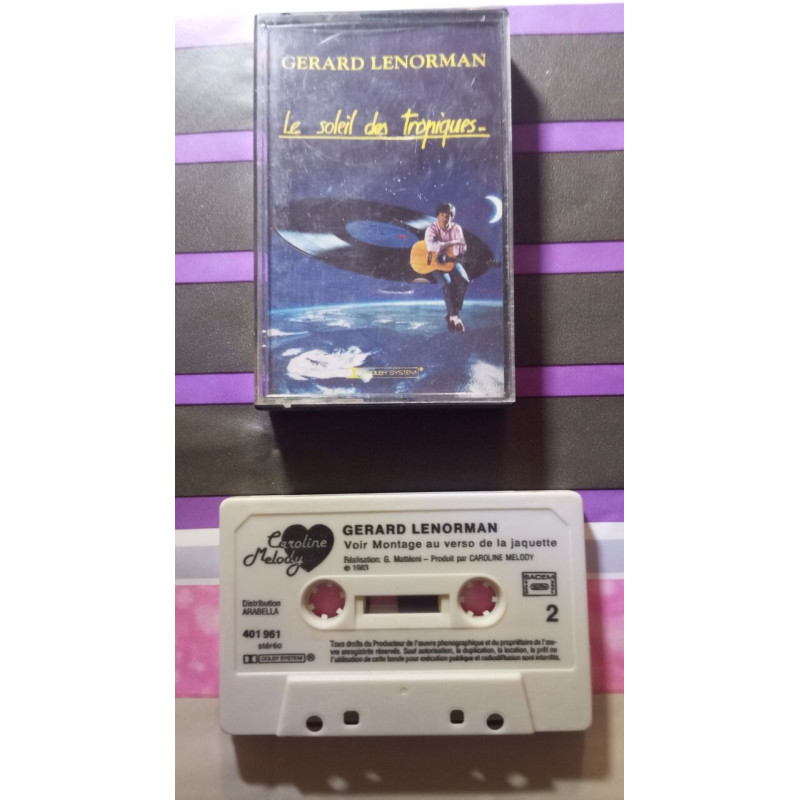 GERARD LENORMAN
Le soleil des Tropiques
DOLBY SYSTEM
Caroline
Melody
GERARD LENORMAN
Voir Montage au verso de la jaquette
Réalisation: G. Mattéoni - Produit par CAROLINE MELODY
℗ 1983
SACEM
Distribution
ARABELLA
2
401 961
stéréo
DOLBY SYSTEM ®
Tous droits du Producteur de l'œuvre phonographique et du propriétaire de l'œu-
vre enregistrée réservés. Sauf autorisation, la duplication, la location, le prêt ou
l'utilisation de cette bande pour exécution publique et radiodiffusion sont interdits.